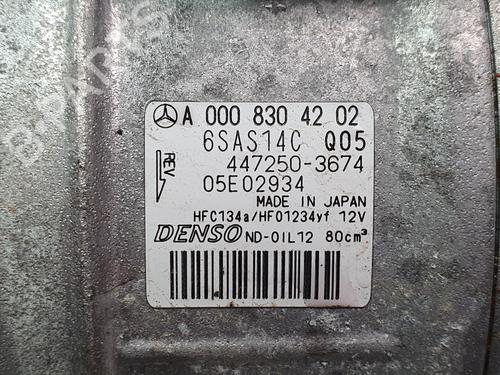 A 000 830 42 02
6SAS14C Q05
REV
447250-3674
05E02934
MADE IN JAPAN
HFC134a/HFO1234yf 12V
DENSO ND-OIL12 80cm³